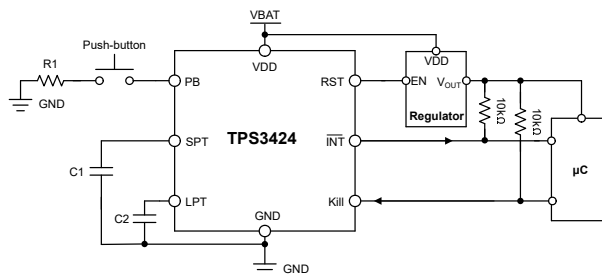 VBAT
Push-button
R1
GND
VDD
PB
RST
SPT
TPS3424
INT
LPT
Kill
GND
C1
C2
GND
VDD
EN
VOUT
Regulator
10kΩ
10kΩ
µC